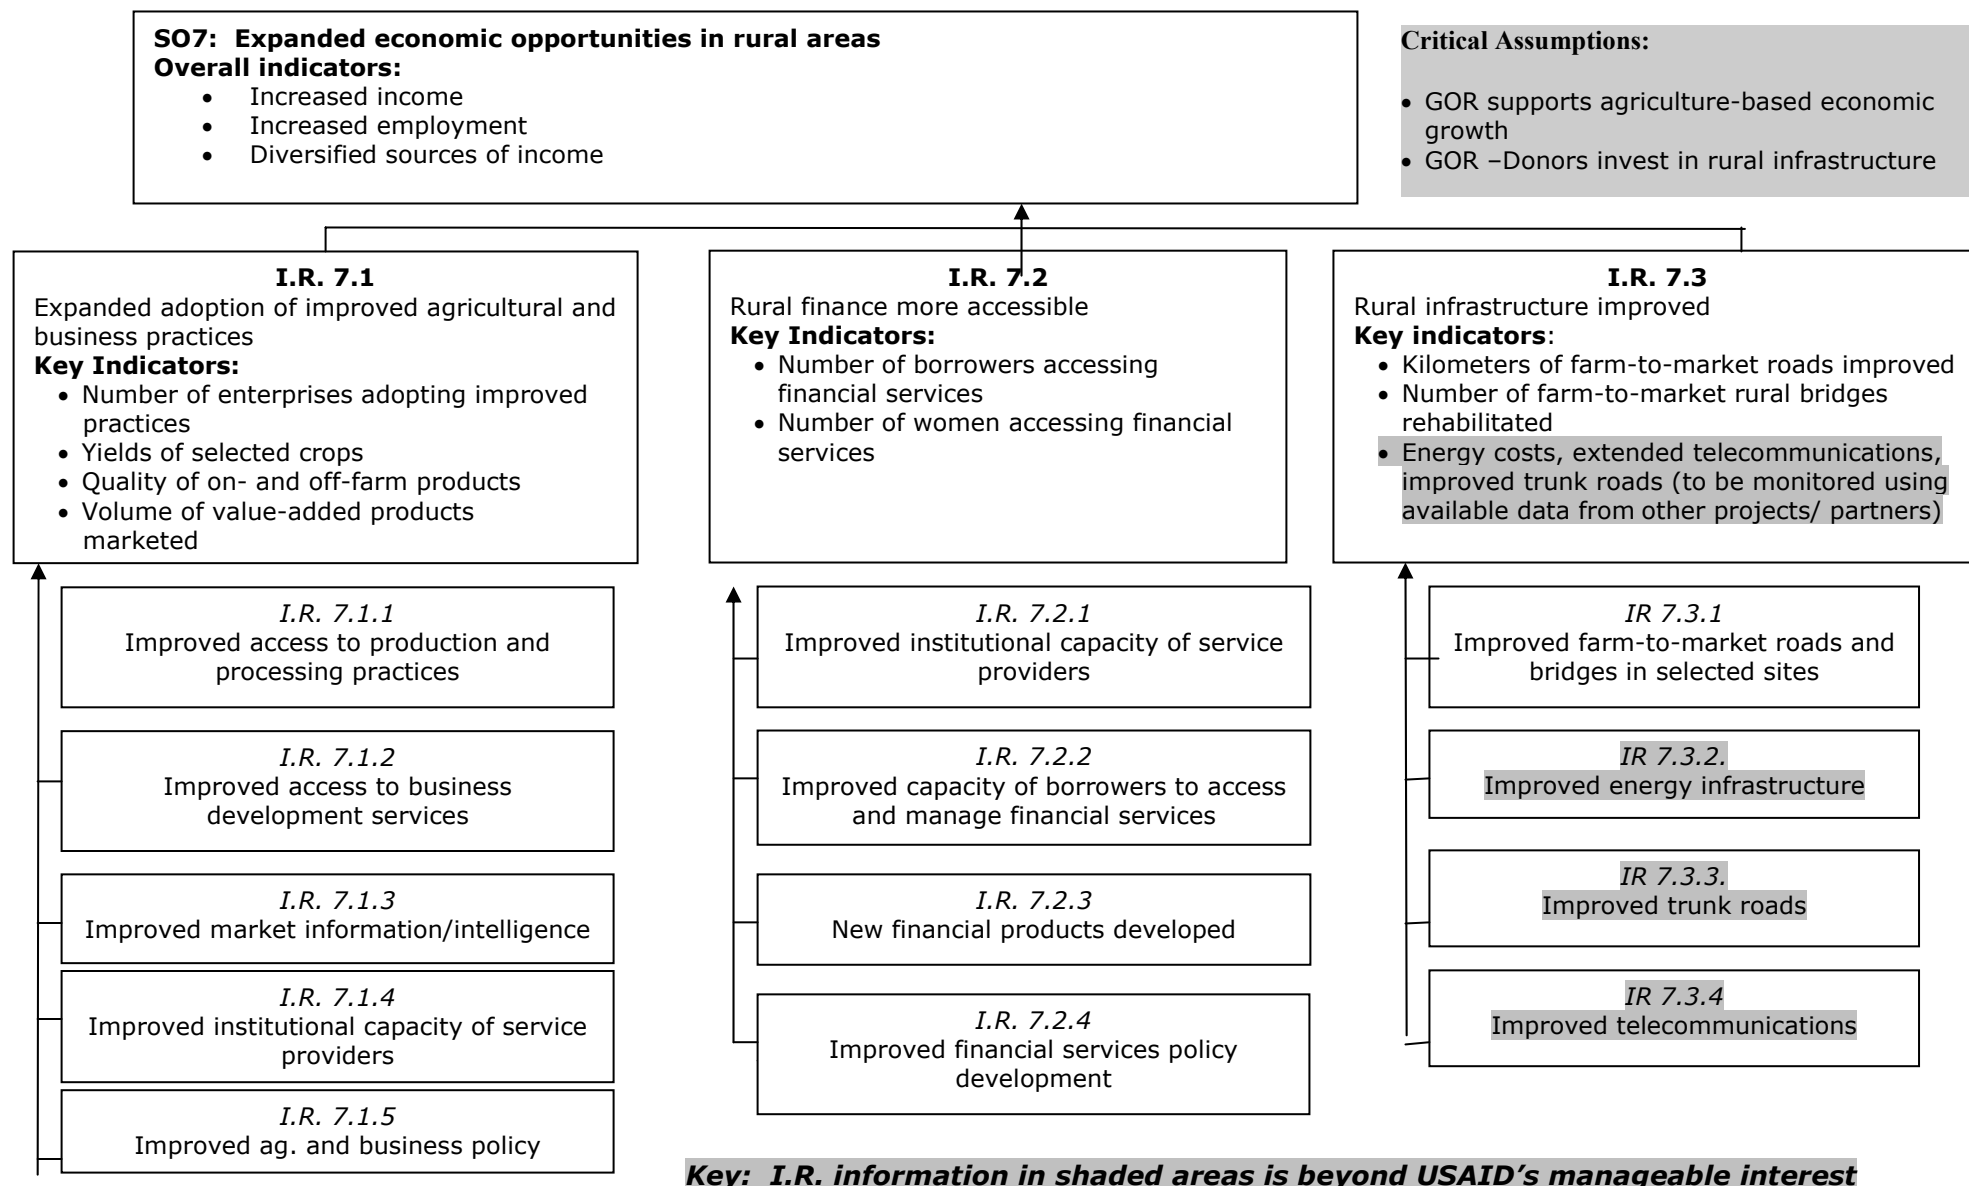 SO7: Expanded economic opportunities in rural areas
Overall indicators:
• Increased income
• Increased employment
• Diversified sources of income
Critical Assumptions:
• GOR supports agriculture-based economic
growth
• GOR –Donors invest in rural infrastructure
I.R. 7.1
Expanded adoption of improved agricultural and
business practices
Key Indicators:
• Number of enterprises adopting improved
practices
• Yields of selected crops
• Quality of on- and off-farm products
• Volume of value-added products
marketed
I.R. 7.2
Rural finance more accessible
Key Indicators:
• Number of borrowers accessing
financial services
• Number of women accessing financial
services
I.R. 7.3
Rural infrastructure improved
Key indicators:
• Kilometers of farm-to-market roads improved
• Number of farm-to-market rural bridges
rehabilitated
• Energy costs, extended telecommunications,
improved trunk roads (to be monitored using
available data from other projects/ partners)
I.R. 7.1.1
Improved access to production and
processing practices
I.R. 7.1.2
Improved access to business
development services
I.R. 7.1.3
Improved market information/intelligence
I.R. 7.1.4
Improved institutional capacity of service
providers
I.R. 7.1.5
Improved ag. and business policy
I.R. 7.2.1
Improved institutional capacity of service
providers
I.R. 7.2.2
Improved capacity of borrowers to access
and manage financial services
I.R. 7.2.3
New financial products developed
I.R. 7.2.4
Improved financial services policy
development
IR 7.3.1
Improved farm-to-market roads and
bridges in selected sites
IR 7.3.2.
Improved energy infrastructure
IR 7.3.3.
Improved trunk roads
IR 7.3.4
Improved telecommunications
Key: I.R. information in shaded areas is beyond USAID’s manageable interest